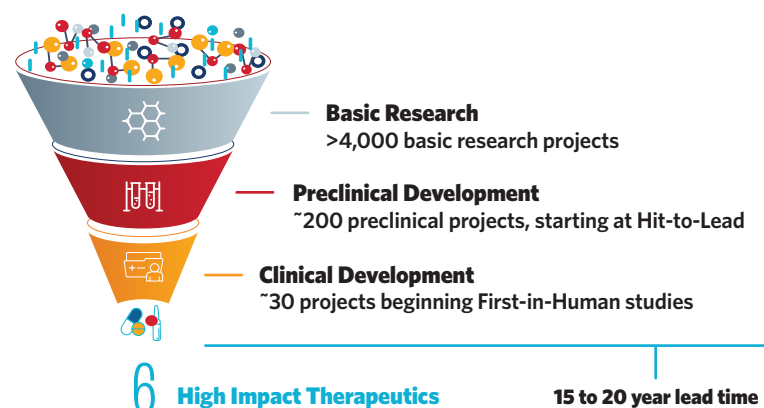 Basic Research
>4,000 basic research projects
Preclinical Development
~200 preclinical projects, starting at Hit-to-Lead
Clinical Development
~30 projects beginning First-in-Human studies
6 High Impact Therapeutics
15 to 20 year lead time